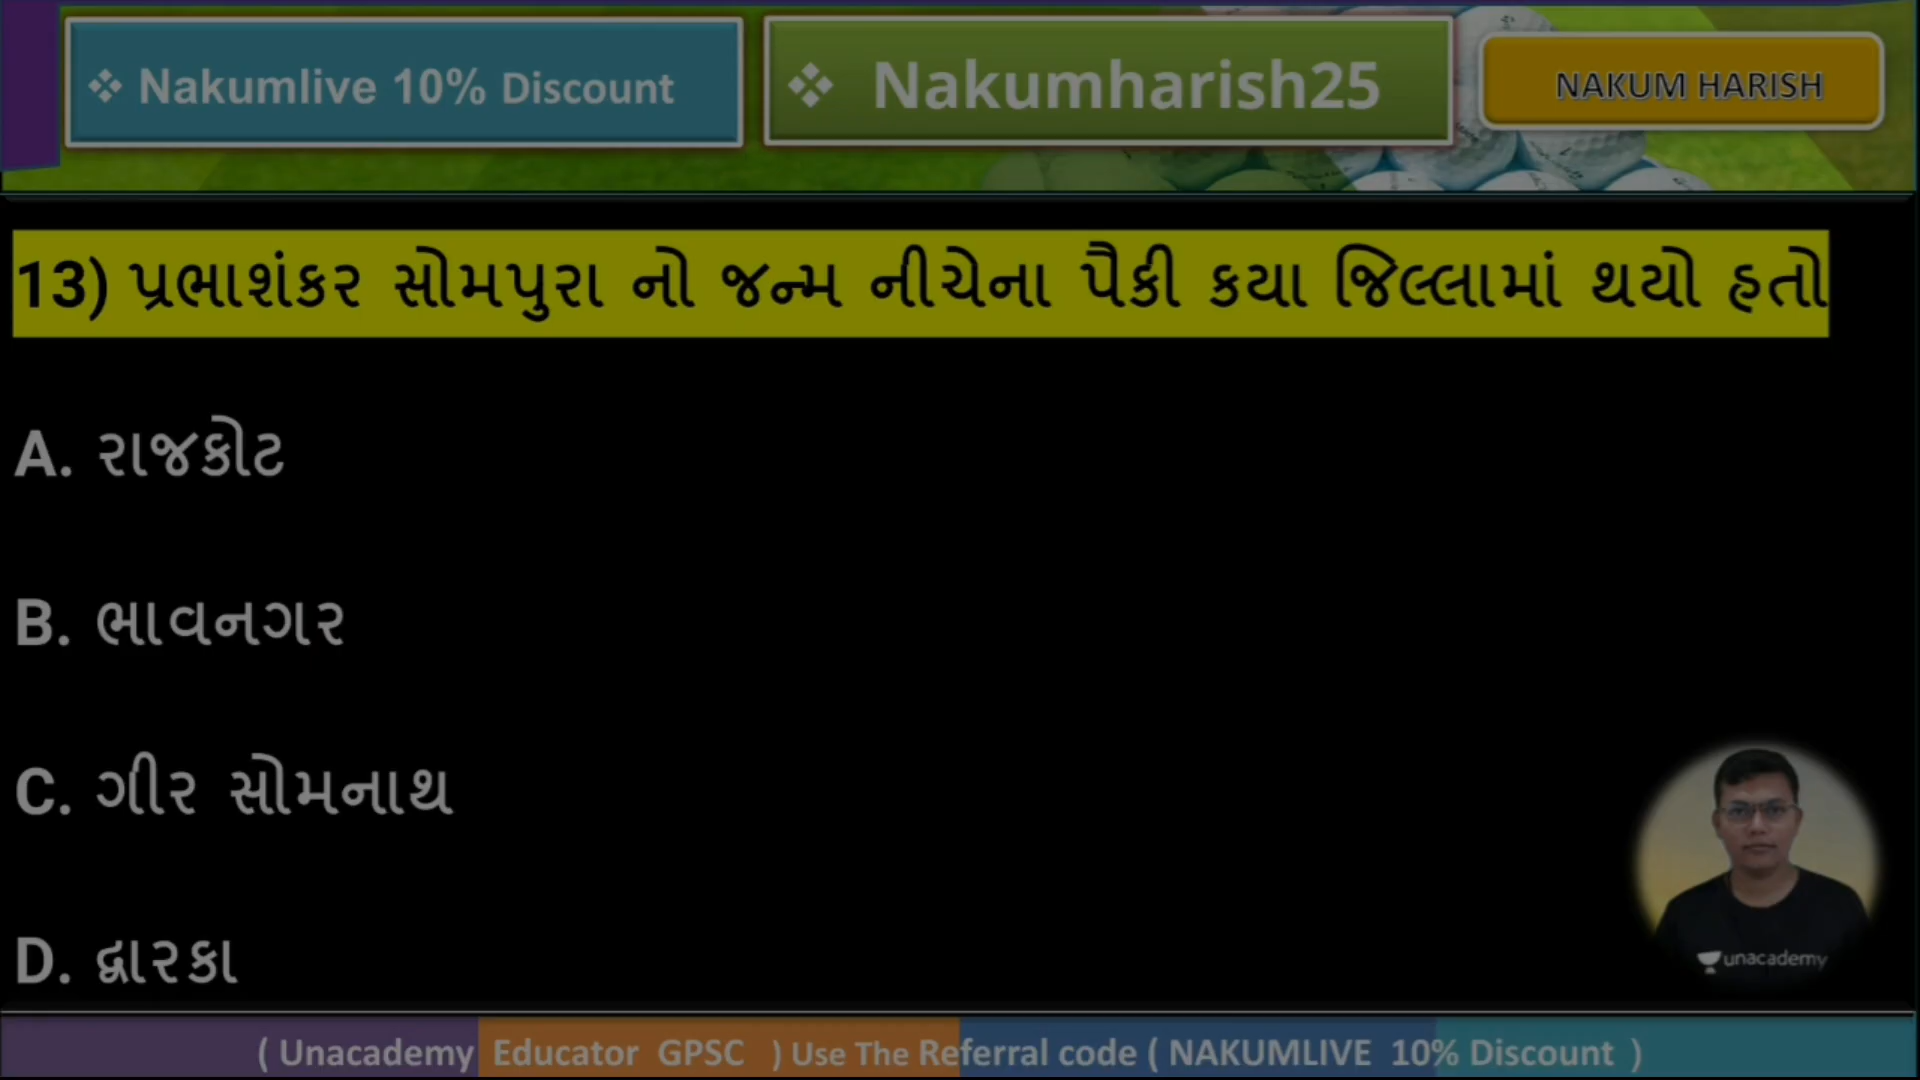 ❖ Nakumlive 10% Discount
❖ Nakumharish25
NAKUM HARISH
13) પ્રભાશંકર સોમપુરા નો જન્મ નીચેના પૈકી કયા જિલ્લામાં થયો હતો
A. રાજકોટ
B. ભાવનગર
C. ગીર સોમનાથ
D. દ્વારકા
unacademy
( Unacademy Educator GPSC ) Use The Referral code ( NAKUMLIVE 10% Discount )